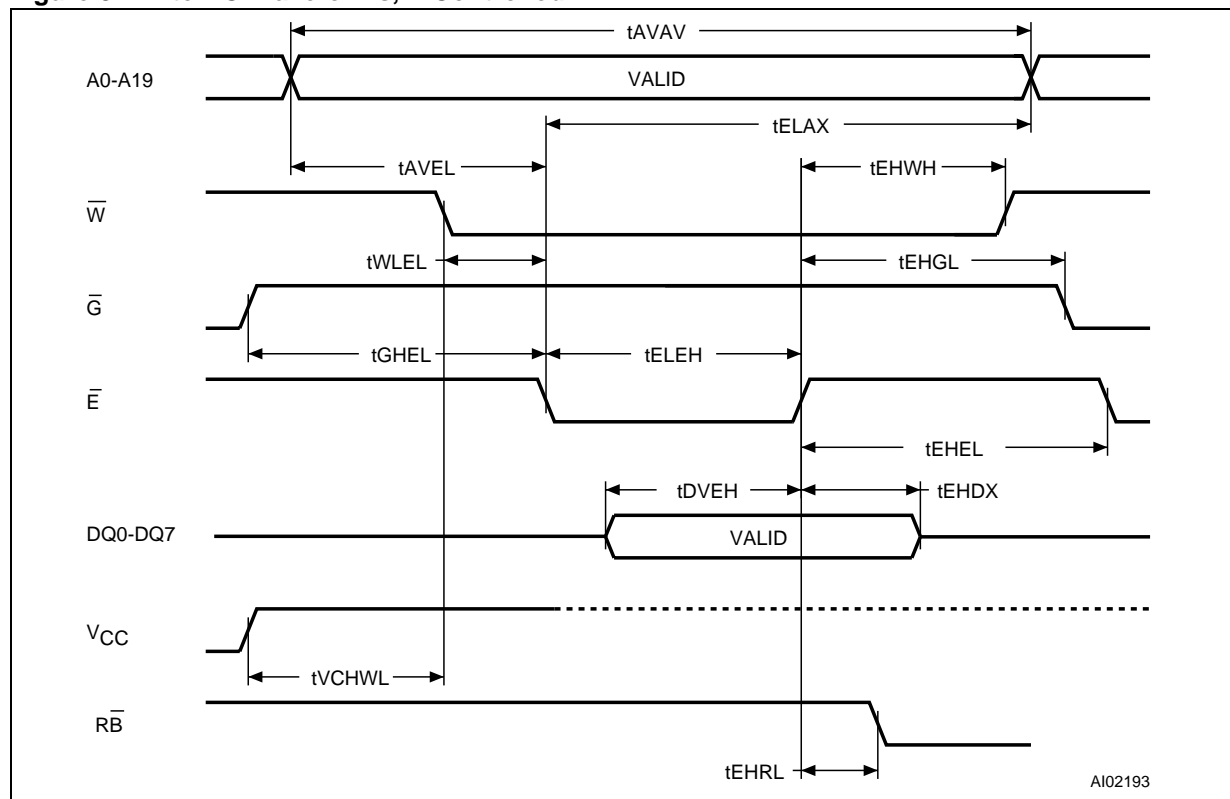 tAVAV
A0-A19
VALID
tELAX
tAVEL
tEHWH
W̅
tWLEL
tEHGL
G̅
tGHEL
tELEH
E̅
tEHEL
tDVEH
tEHDX
DQ0-DQ7
VALID
VCC
tVCHWL
RB̅
tEHRL
AI02193